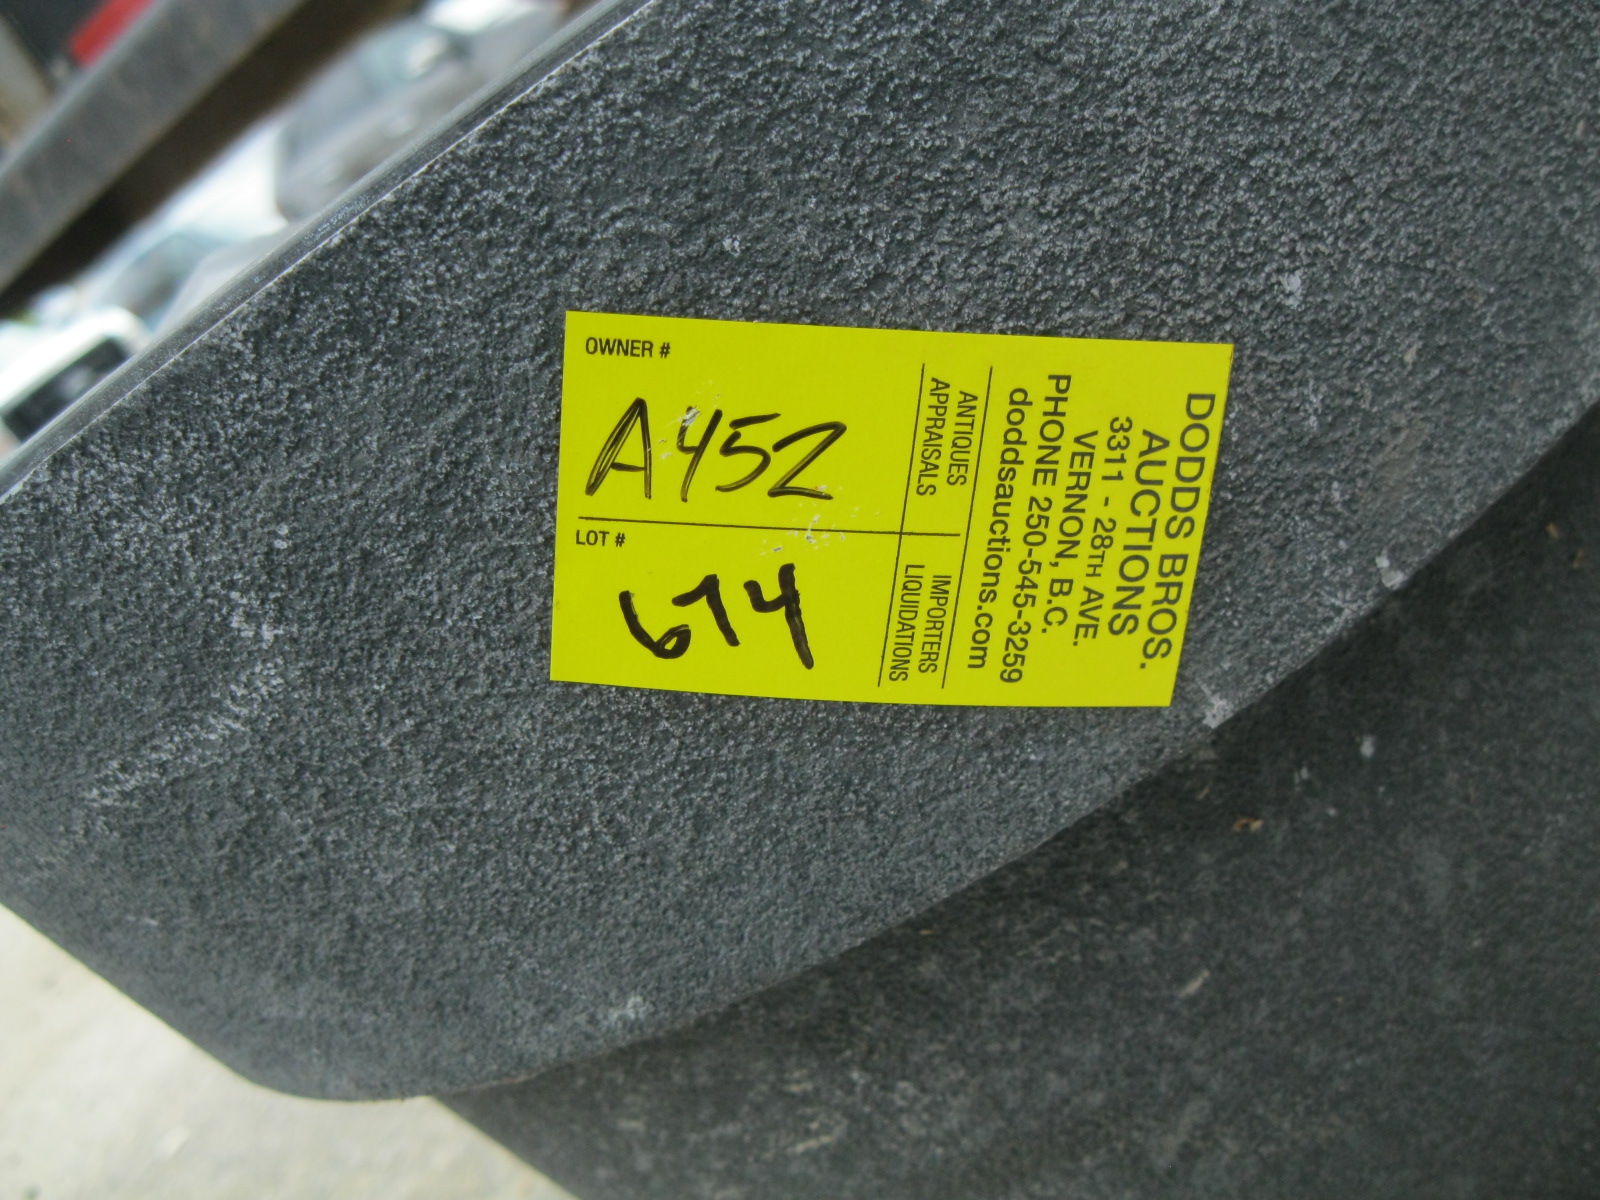 OWNER #
A452
LOT #
674
ANTIQUES
APPRAISALS
IMPORTERS
LIQUIDATIONS
DODDS BROS.
AUCTIONS
3311 - 28TH AVE.
VERNON, B.C.
PHONE 250-545-3259
doddsauctions.com